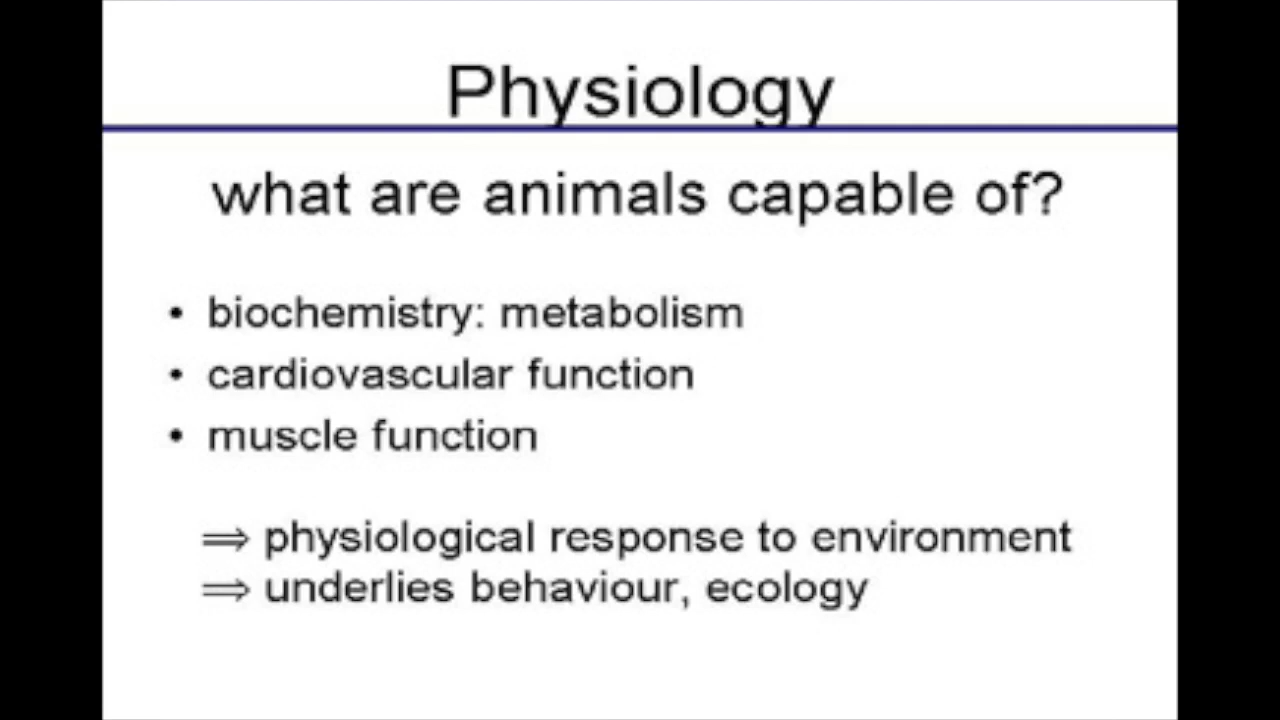 Physiology
what are animals capable of?
• biochemistry: metabolism
• cardiovascular function
• muscle function
⇒ physiological response to environment
⇒ underlies behaviour, ecology